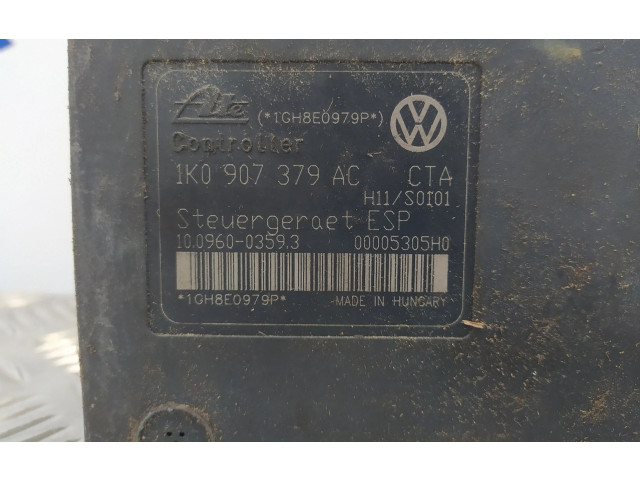 Ate (*1GH8E0979P*)
Controller
1K0 907 379 AC CTA
H11/S0101
Steuergeraet ESP
10.0960-0359.3 00005305H0
*1GH8E0979P* MADE IN HUNGARY